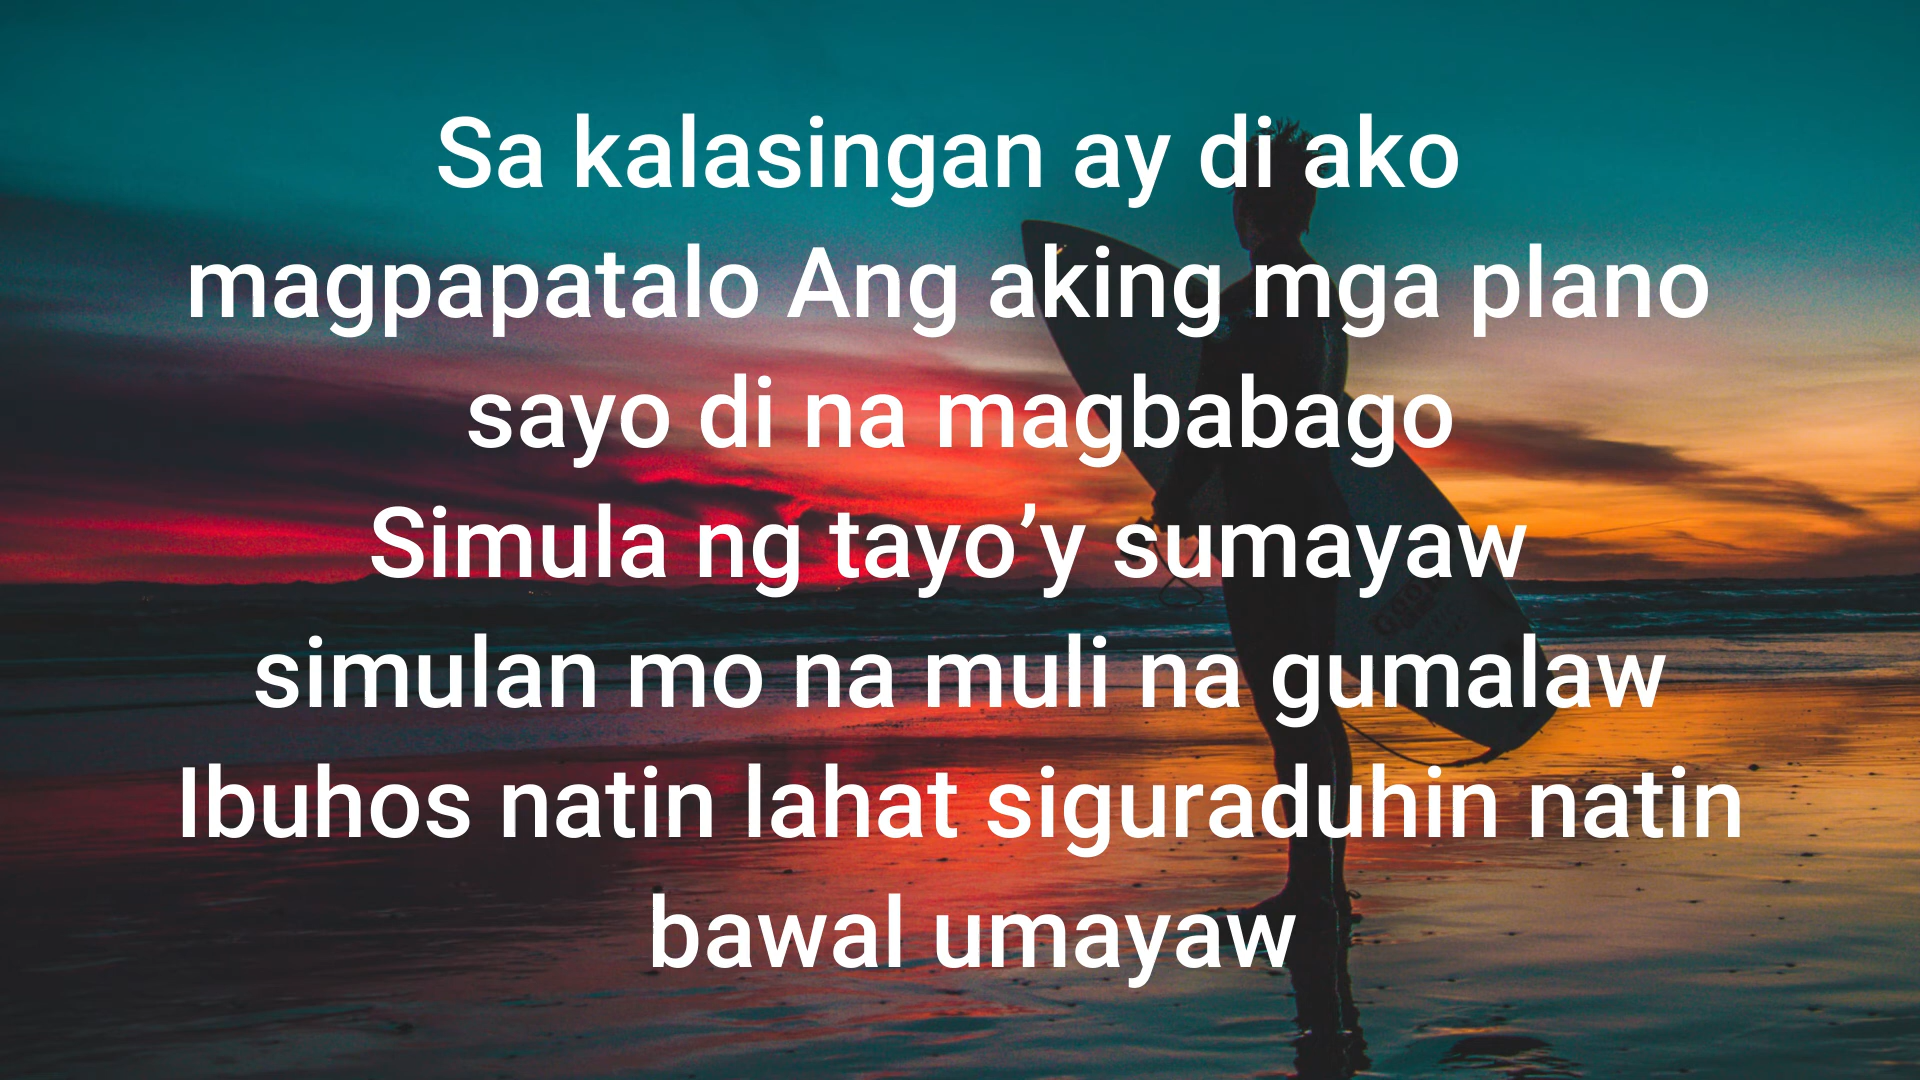 Sa kalasingan ay di ako
magpapatalo Ang aking mga plano
sayo di na magbabago
Simula ng tayo’y sumayaw
simulan mo na muli na gumalaw
Ibuhos natin lahat siguraduhin natin
bawal umayaw